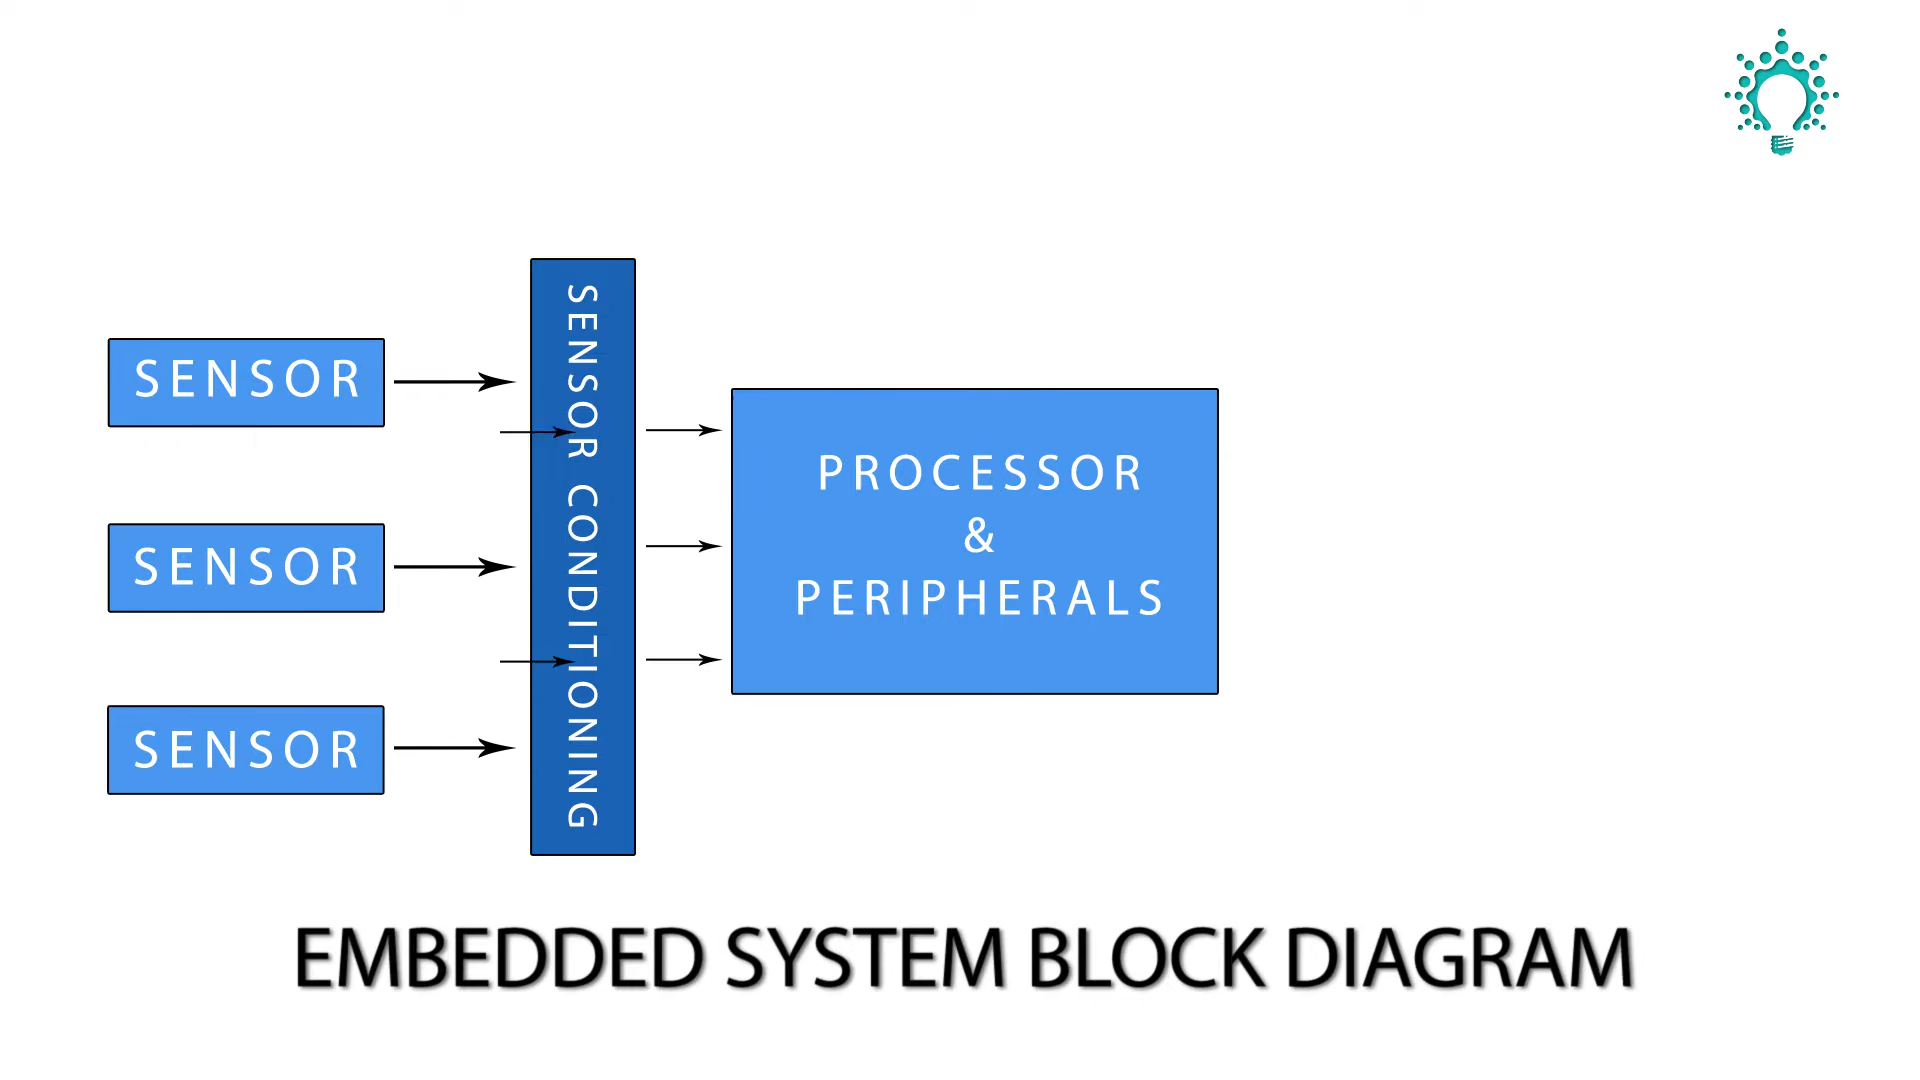 SENSOR
SENSOR
SENSOR
SENSOR CONDITIONING
PROCESSOR
&
PERIPHERALS
EMBEDDED SYSTEM BLOCK DIAGRAM